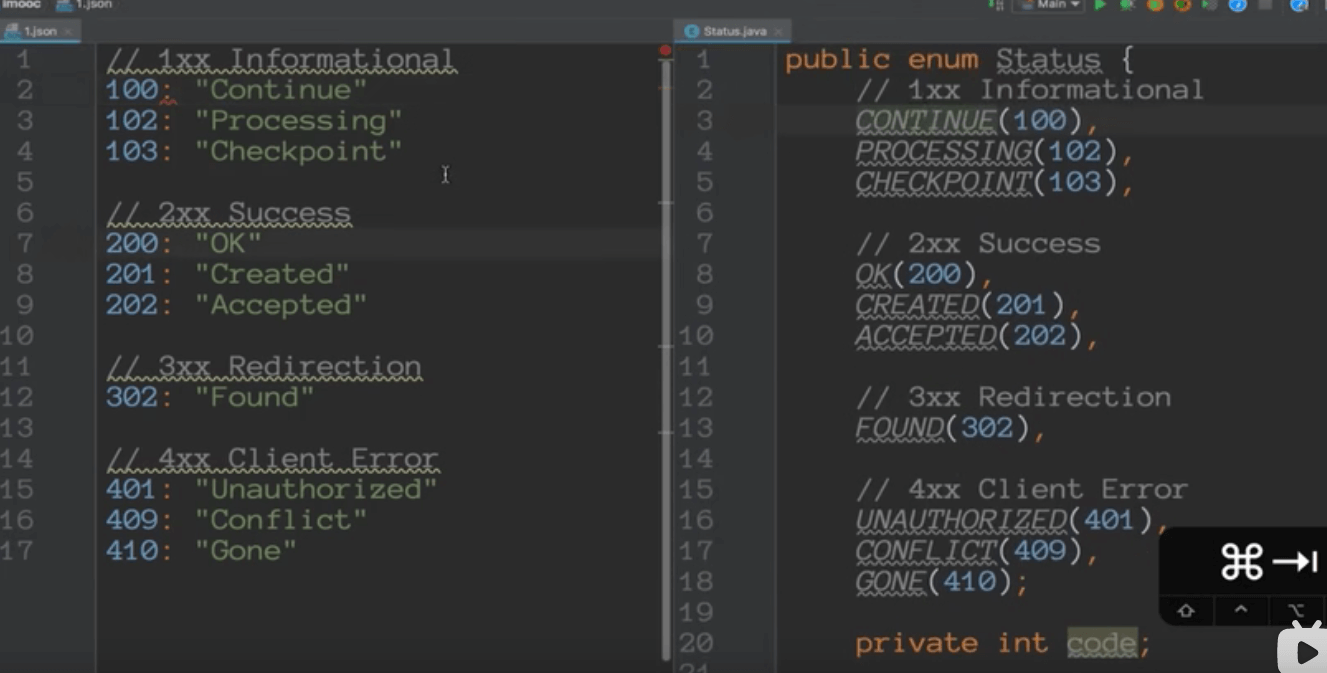 imooc 1.json Main
1.json Status.java
1 // 1xx Informational
2 100: "Continue"
3 102: "Processing"
4 103: "Checkpoint"
5
6 // 2xx Success
7 200: "OK"
8 201: "Created"
9 202: "Accepted"
10
11 // 3xx Redirection
12 302: "Found"
13
14 // 4xx Client Error
15 401: "Unauthorized"
16 409: "Conflict"
17 410: "Gone"
1 public enum Status {
2 // 1xx Informational
3 CONTINUE(100),
4 PROCESSING(102),
5 CHECKPOINT(103),
6
7 // 2xx Success
8 OK(200),
9 CREATED(201),
10 ACCEPTED(202),
11
12 // 3xx Redirection
13 FOUND(302),
14
15 // 4xx Client Error
16 UNAUTHORIZED(401),
17 CONFLICT(409),
18 GONE(410);
19
20 private int code;
21
⌘⇥
⇧ ⌃ ⌥